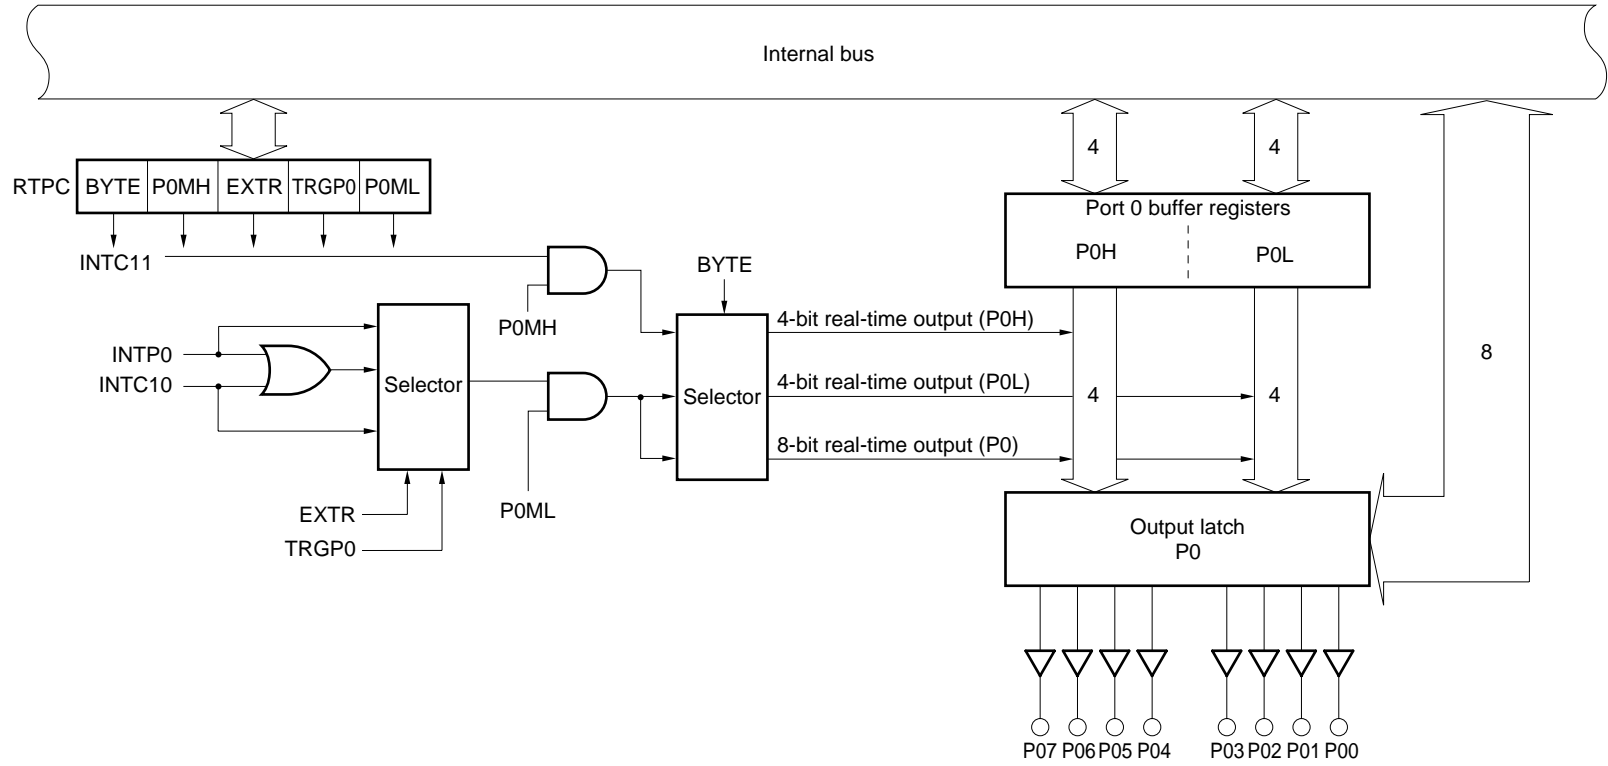 Internal bus
4
4
RTPC
BYTE
P0MH
EXTR
TRGP0
P0ML
Port 0 buffer registers
P0H
P0L
INTC11
BYTE
P0MH
4-bit real-time output (P0H)
INTP0
INTC10
Selector
Selector
4-bit real-time output (P0L)
4
4
8
8-bit real-time output (P0)
EXTR
P0ML
TRGP0
Output latch
P0
P07
P06
P05
P04
P03
P02
P01
P00